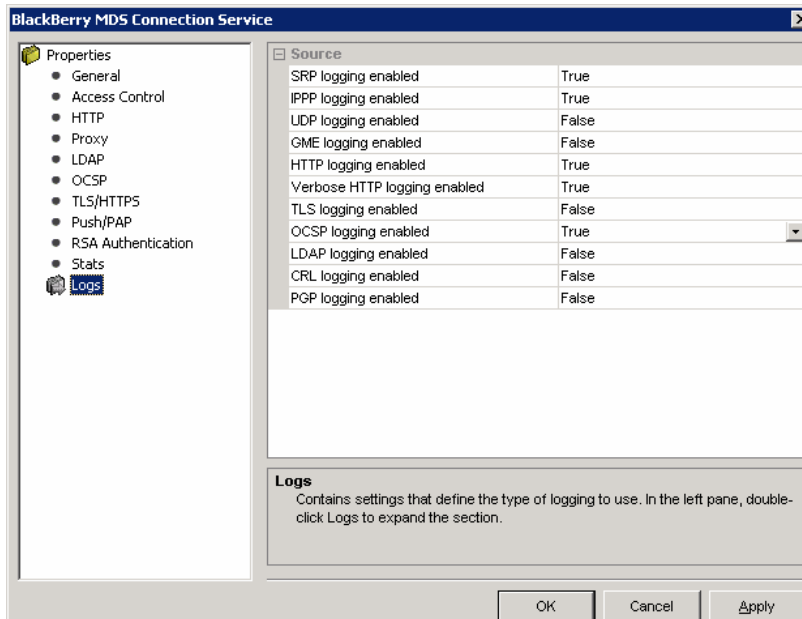 BlackBerry MDS Connection Service
Properties
General
Access Control
HTTP
Proxy
LDAP
OCSP
TLS/HTTPS
Push/PAP
RSA Authentication
Stats
Logs
Source
SRP logging enabled True
IPPP logging enabled True
UDP logging enabled False
GME logging enabled False
HTTP logging enabled True
Verbose HTTP logging enabled True
TLS logging enabled False
OCSP logging enabled True
LDAP logging enabled False
CRL logging enabled False
PGP logging enabled False
Logs
Contains settings that define the type of logging to use. In the left pane, double-
click Logs to expand the section.
OK Cancel Apply